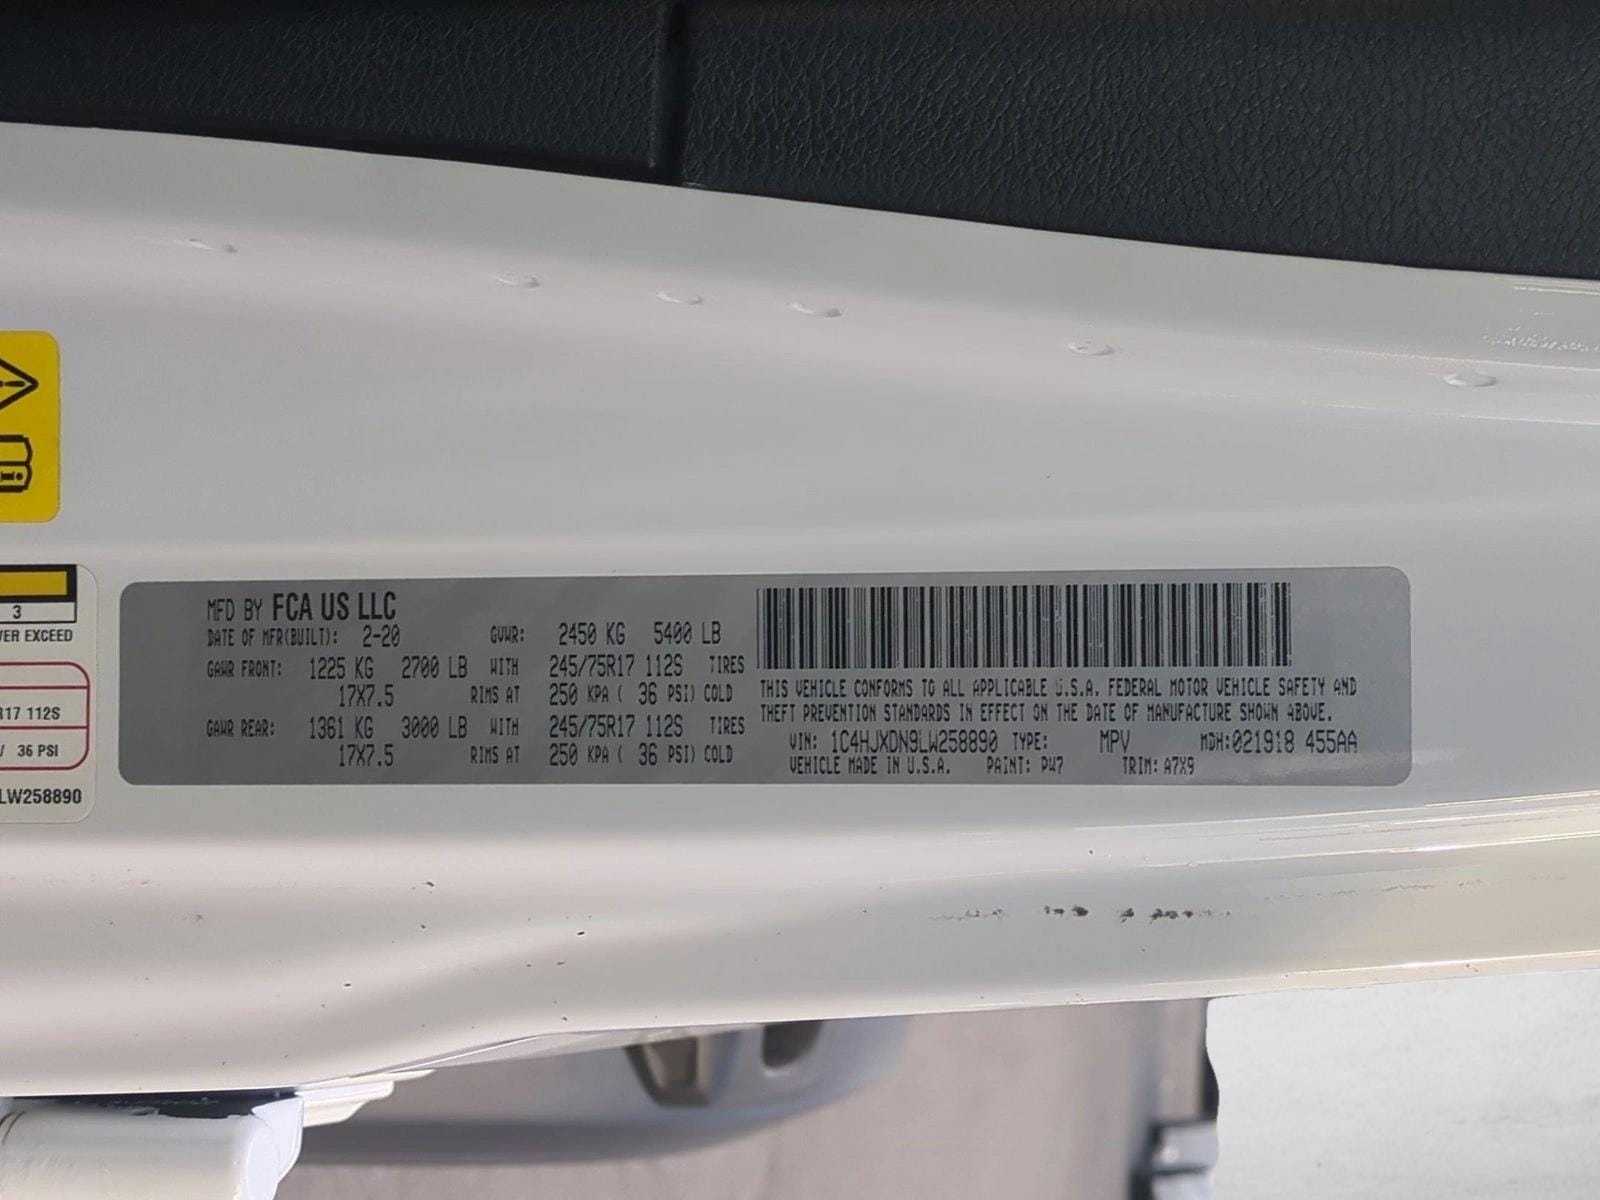 3
VER EXCEED
R17 112S
/ 36 PSI
LW258890
MFD BY FCA US LLC
DATE OF MFR(BUILT): 2-20 GVWR: 2450 KG 5400 LB
GAWR FRONT: 1225 KG 2700 LB WITH 245/75R17 112S TIRES
17X7.5 RIMS AT 250 KPA ( 36 PSI) COLD
GAWR REAR: 1361 KG 3000 LB WITH 245/75R17 112S TIRES
17X7.5 RIMS AT 250 KPA ( 36 PSI) COLD
THIS VEHICLE CONFORMS TO ALL APPLICABLE U.S.A. FEDERAL MOTOR VEHICLE SAFETY AND
THEFT PREVENTION STANDARDS IN EFFECT ON THE DATE OF MANUFACTURE SHOWN ABOVE.
VIN: 1C4HJXDN9LW258890 TYPE: MPV MDH:021918 455AA
VEHICLE MADE IN U.S.A. PAINT: PW7 TRIM: A7X9